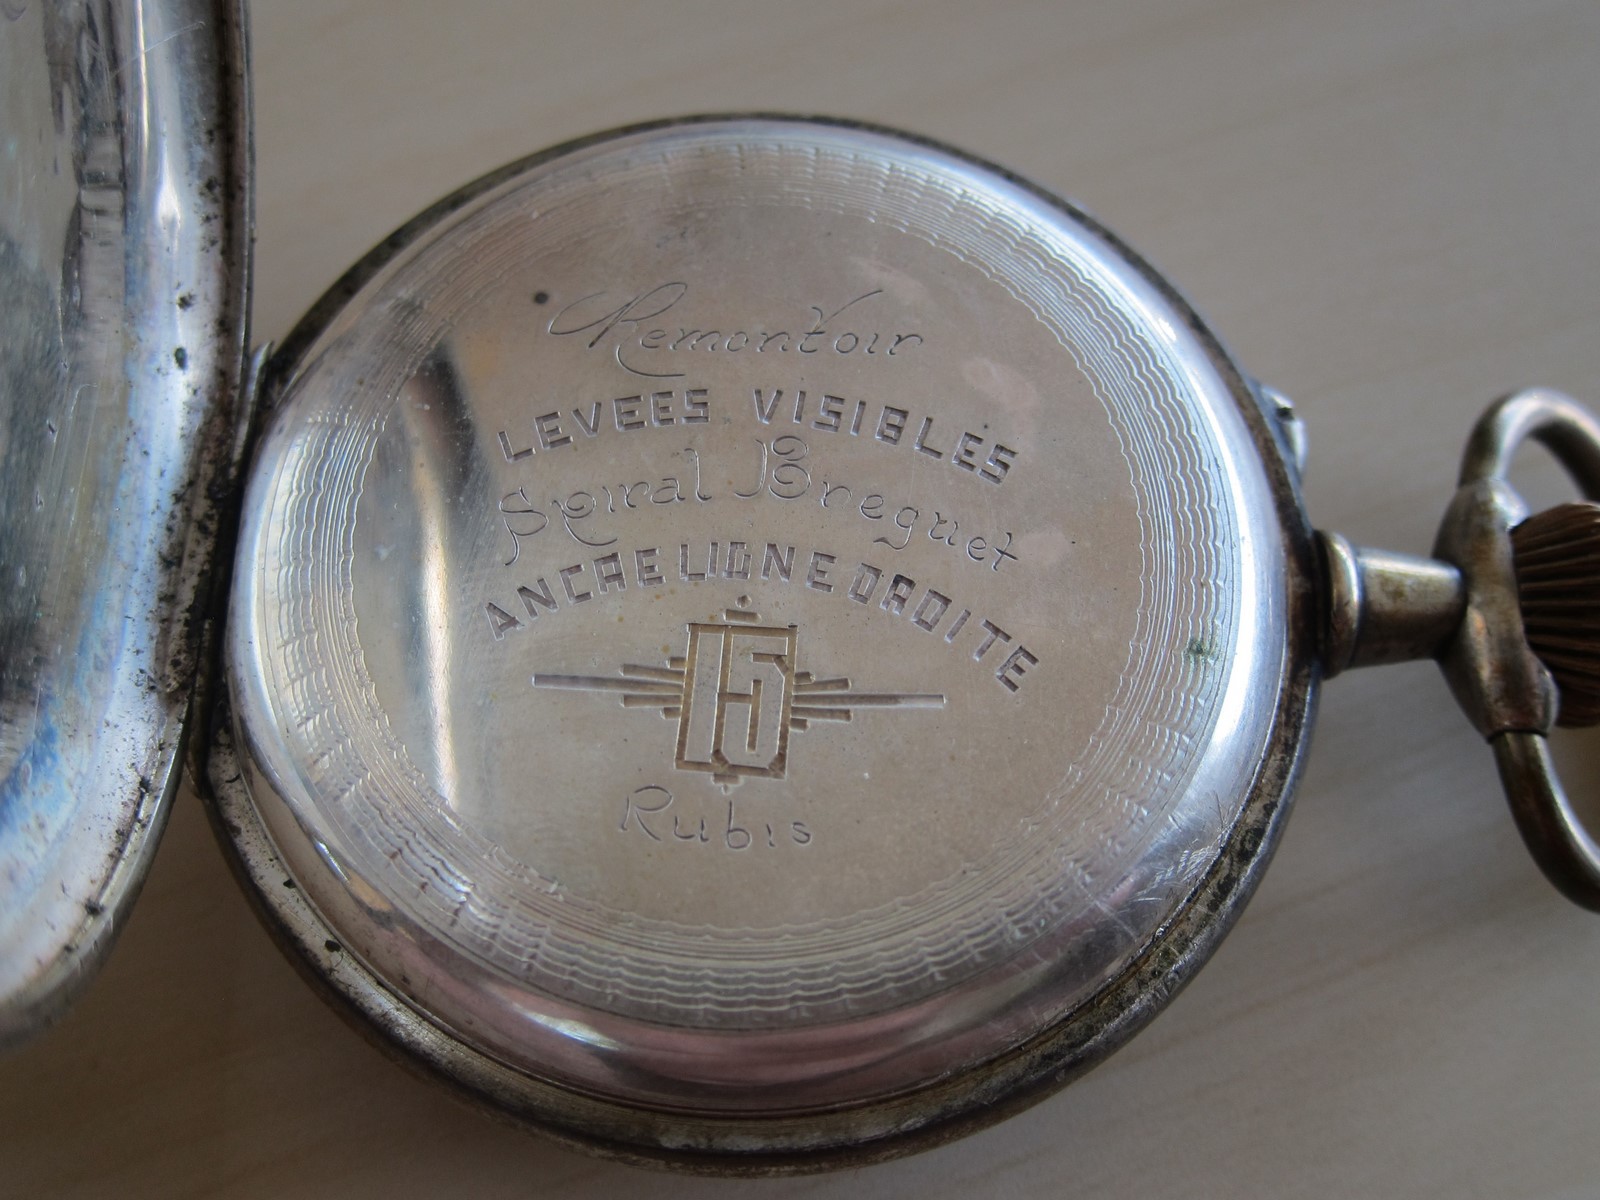 Remontoir
LEVEES VISIBLES
Spiral Breguet
ANCRE LIGNE DROITE
15
Rubis